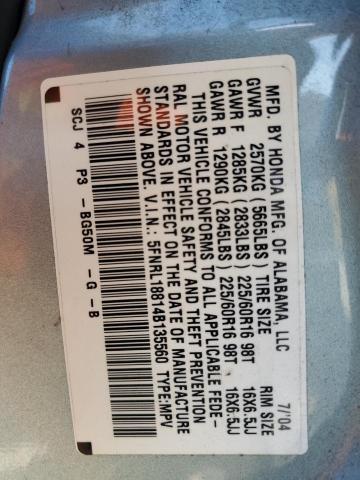 MFD. BY HONDA MFG. OF ALABAMA, LLC 7/'04
GVWR 2570KG (5665LBS) TIRE SIZE RIM SIZE
GAWR F 1285KG (2833LBS) 225/60R16 98T 16X6.5JJ
GAWR R 1290KG (2845LBS) 225/60R16 98T 16X6.5JJ
THIS VEHICLE CONFORMS TO ALL APPLICABLE FEDE-
RAL MOTOR VEHICLE SAFETY AND THEFT PREVENTION
STANDARDS IN EFFECT ON THE DATE OF MANUFACTURE
SHOWN ABOVE. V.I.N.: 5FNRL18814B135560 TYPE:MPV
SCJ 4 P3 - BG50M - G - B